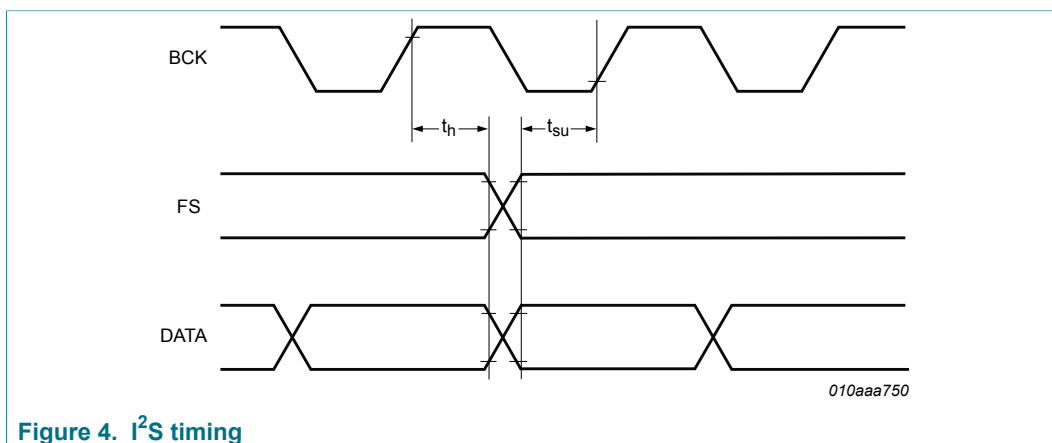 BCK
th
tsu
FS
DATA
010aaa750
Figure 4. I²S timing